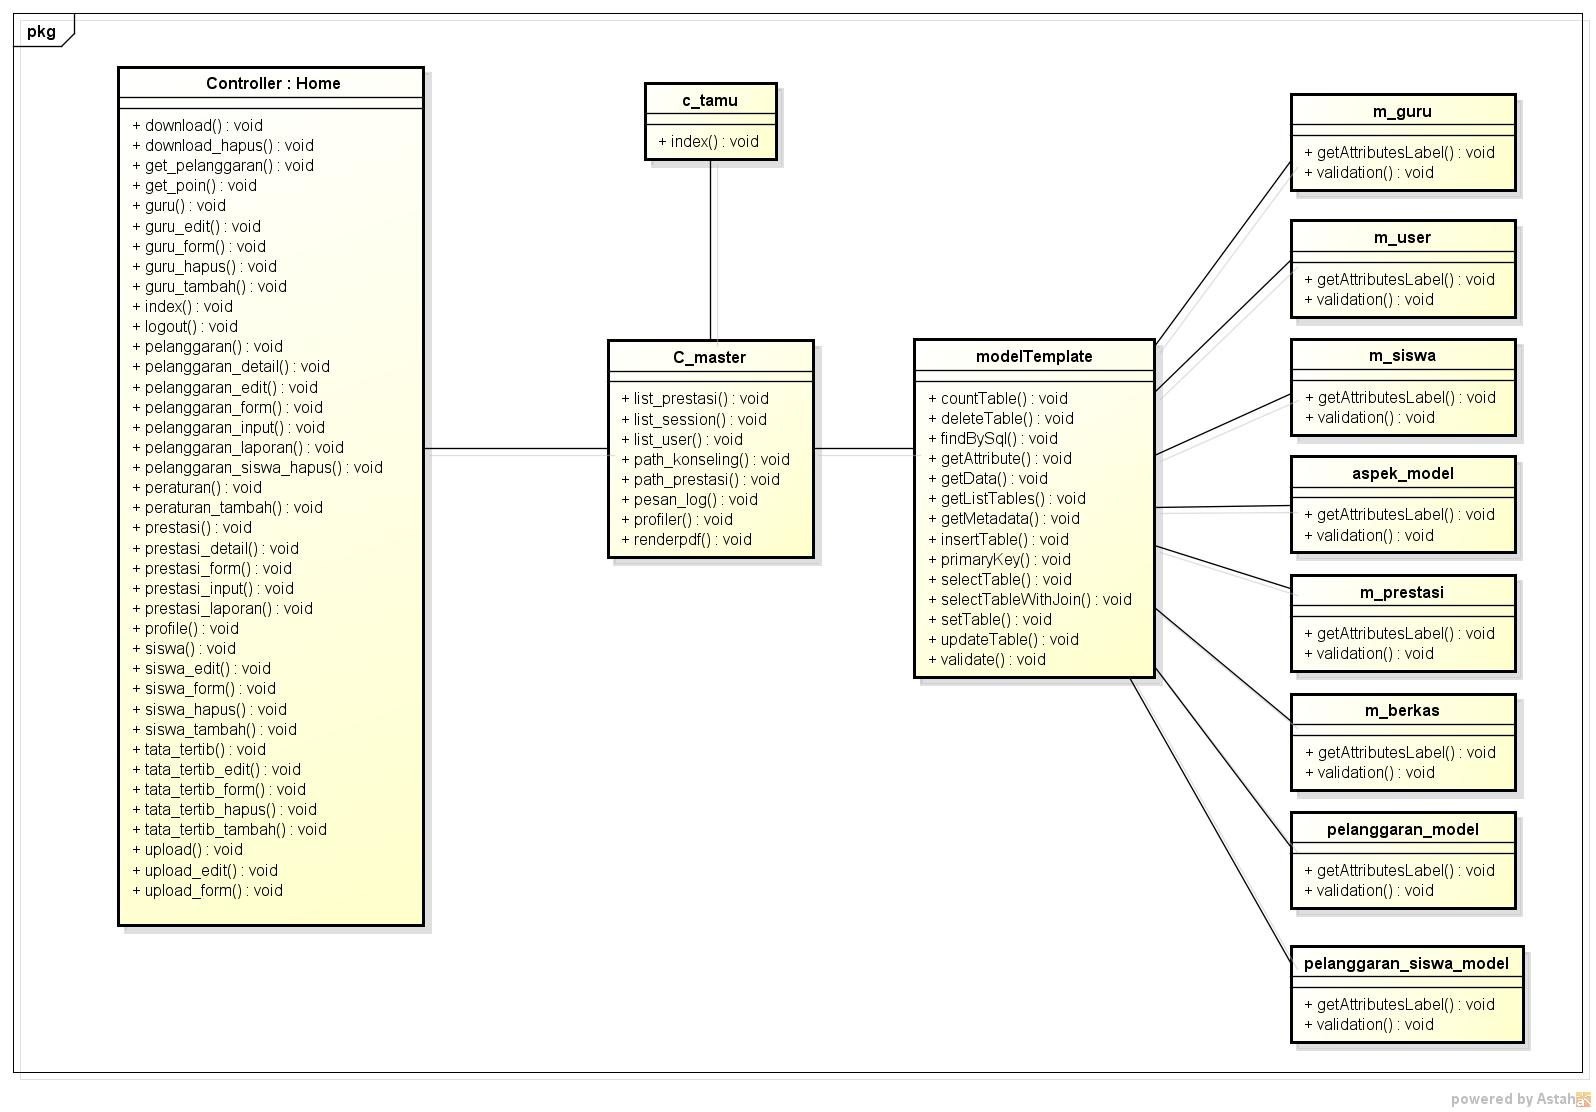 pkg
Controller : Home
+ download() : void
+ download_hapus() : void
+ get_pelanggaran() : void
+ get_poin() : void
+ guru() : void
+ guru_edit() : void
+ guru_form() : void
+ guru_hapus() : void
+ guru_tambah() : void
+ index() : void
+ logout() : void
+ pelanggaran() : void
+ pelanggaran_detail() : void
+ pelanggaran_edit() : void
+ pelanggaran_form() : void
+ pelanggaran_input() : void
+ pelanggaran_laporan() : void
+ pelanggaran_siswa_hapus() : void
+ peraturan() : void
+ peraturan_tambah() : void
+ prestasi() : void
+ prestasi_detail() : void
+ prestasi_form() : void
+ prestasi_input() : void
+ prestasi_laporan() : void
+ profile() : void
+ siswa() : void
+ siswa_edit() : void
+ siswa_form() : void
+ siswa_hapus() : void
+ siswa_tambah() : void
+ tata_tertib() : void
+ tata_tertib_edit() : void
+ tata_tertib_form() : void
+ tata_tertib_hapus() : void
+ tata_tertib_tambah() : void
+ upload() : void
+ upload_edit() : void
+ upload_form() : void
c_tamu
+ index() : void
C_master
+ list_prestasi() : void
+ list_session() : void
+ list_user() : void
+ path_konseling() : void
+ path_prestasi() : void
+ pesan_log() : void
+ profiler() : void
+ renderpdf() : void
modelTemplate
+ countTable() : void
+ deleteTable() : void
+ findBySql() : void
+ getAttribute() : void
+ getData() : void
+ getListTables() : void
+ getMetadata() : void
+ insertTable() : void
+ primaryKey() : void
+ selectTable() : void
+ selectTableWithJoin() : void
+ setTable() : void
+ updateTable() : void
+ validate() : void
m_guru
+ getAttributesLabel() : void
+ validation() : void
m_user
+ getAttributesLabel() : void
+ validation() : void
m_siswa
+ getAttributesLabel() : void
+ validation() : void
aspek_model
+ getAttributesLabel() : void
+ validation() : void
m_prestasi
+ getAttributesLabel() : void
+ validation() : void
m_berkas
+ getAttributesLabel() : void
+ validation() : void
pelanggaran_model
+ getAttributesLabel() : void
+ validation() : void
pelanggaran_siswa_model
+ getAttributesLabel() : void
+ validation() : void
powered by Astah